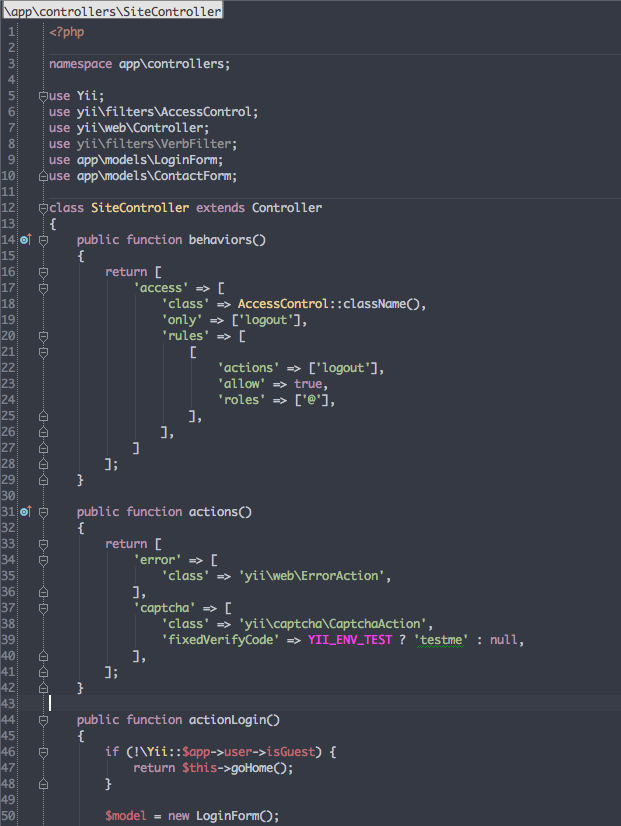 \app\controllers\SiteController
1 <?php
2
3 namespace app\controllers;
4
5 use Yii;
6 use yii\filters\AccessControl;
7 use yii\web\Controller;
8 use yii\filters\VerbFilter;
9 use app\models\LoginForm;
10 use app\models\ContactForm;
11
12 class SiteController extends Controller
13 {
14     public function behaviors()
15     {
16         return [
17             'access' => [
18                 'class' => AccessControl::className(),
19                 'only' => ['logout'],
20                 'rules' => [
21                     [
22                         'actions' => ['logout'],
23                         'allow' => true,
24                         'roles' => ['@'],
25                     ],
26                 ],
27             ]
28         ];
29     }
30
31     public function actions()
32     {
33         return [
34             'error' => [
35                 'class' => 'yii\web\ErrorAction',
36             ],
37             'captcha' => [
38                 'class' => 'yii\captcha\CaptchaAction',
39                 'fixedVerifyCode' => YII_ENV_TEST ? 'testme' : null,
40             ],
41         ];
42     }
43
44     public function actionLogin()
45     {
46         if (!\Yii::$app->user->isGuest) {
47             return $this->goHome();
48         }
49
50         $model = new LoginForm();